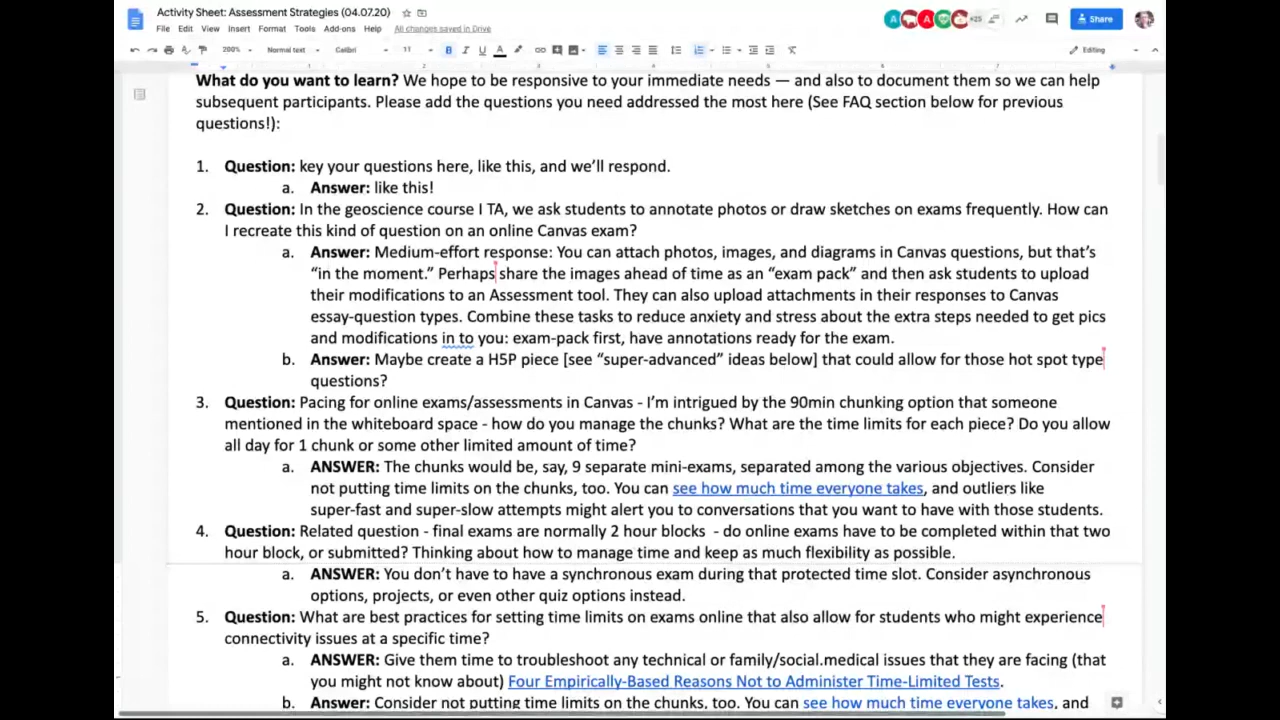 Activity Sheet: Assessment Strategies (04.07.20)
File Edit View Insert Format Tools Add-ons Help All changes saved in Drive
A A +25 Share
200% Normal text Calibri 11 B I U A Editing
What do you want to learn? We hope to be responsive to your immediate needs — and also to document them so we can help
subsequent participants. Please add the questions you need addressed the most here (See FAQ section below for previous
questions!):
1. Question: key your questions here, like this, and we’ll respond.
a. Answer: like this!
2. Question: In the geoscience course I TA, we ask students to annotate photos or draw sketches on exams frequently. How can
I recreate this kind of question on an online Canvas exam?
a. Answer: Medium-effort response: You can attach photos, images, and diagrams in Canvas questions, but that’s
“in the moment.” Perhaps share the images ahead of time as an “exam pack” and then ask students to upload
their modifications to an Assessment tool. They can also upload attachments in their responses to Canvas
essay-question types. Combine these tasks to reduce anxiety and stress about the extra steps needed to get pics
and modifications in to you: exam-pack first, have annotations ready for the exam.
b. Answer: Maybe create a H5P piece [see “super-advanced” ideas below] that could allow for those hot spot type
questions?
3. Question: Pacing for online exams/assessments in Canvas - I’m intrigued by the 90min chunking option that someone
mentioned in the whiteboard space - how do you manage the chunks? What are the time limits for each piece? Do you allow
all day for 1 chunk or some other limited amount of time?
a. ANSWER: The chunks would be, say, 9 separate mini-exams, separated among the various objectives. Consider
not putting time limits on the chunks, too. You can see how much time everyone takes, and outliers like
super-fast and super-slow attempts might alert you to conversations that you want to have with those students.
4. Question: Related question - final exams are normally 2 hour blocks - do online exams have to be completed within that two
hour block, or submitted? Thinking about how to manage time and keep as much flexibility as possible.
a. ANSWER: You don’t have to have a synchronous exam during that protected time slot. Consider asynchronous
options, projects, or even other quiz options instead.
5. Question: What are best practices for setting time limits on exams online that also allow for students who might experience
connectivity issues at a specific time?
a. ANSWER: Give them time to troubleshoot any technical or family/social.medical issues that they are facing (that
you might not know about) Four Empirically-Based Reasons Not to Administer Time-Limited Tests.
b. Answer: Consider not putting time limits on the chunks, too. You can see how much time everyone takes, and